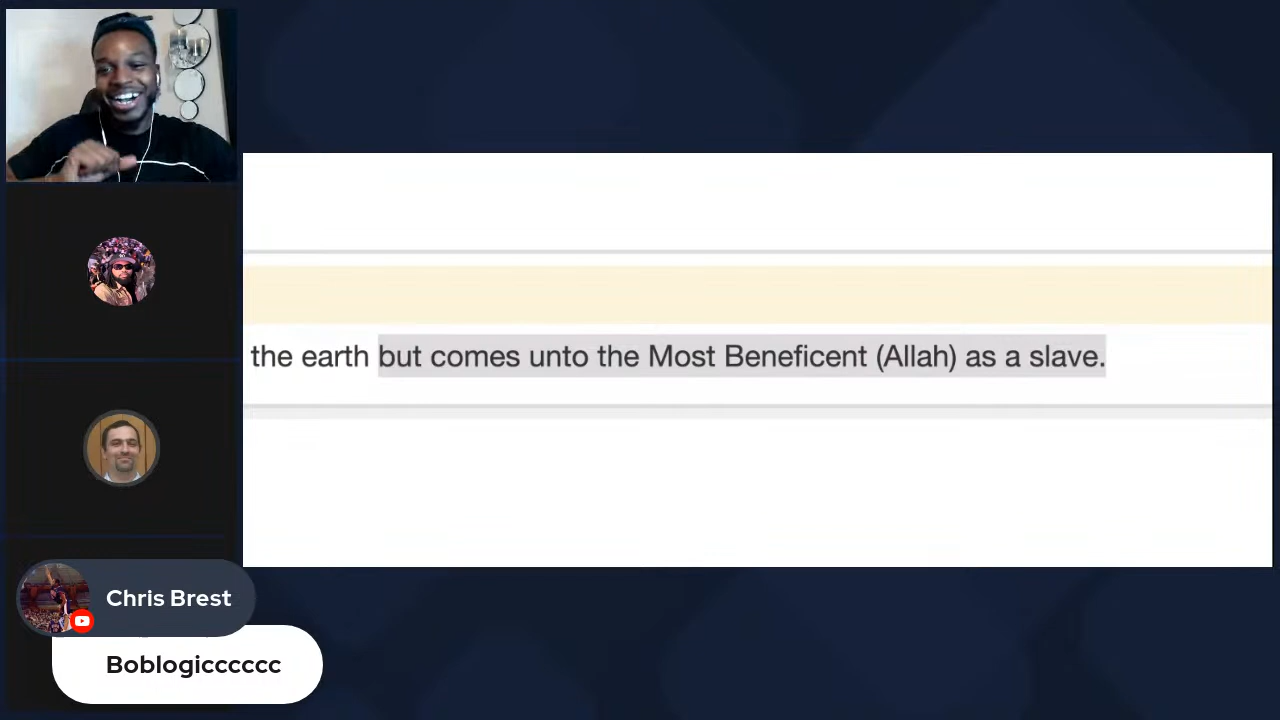 the earth but comes unto the Most Beneficent (Allah) as a slave.
Chris Brest
Boblogicccccc